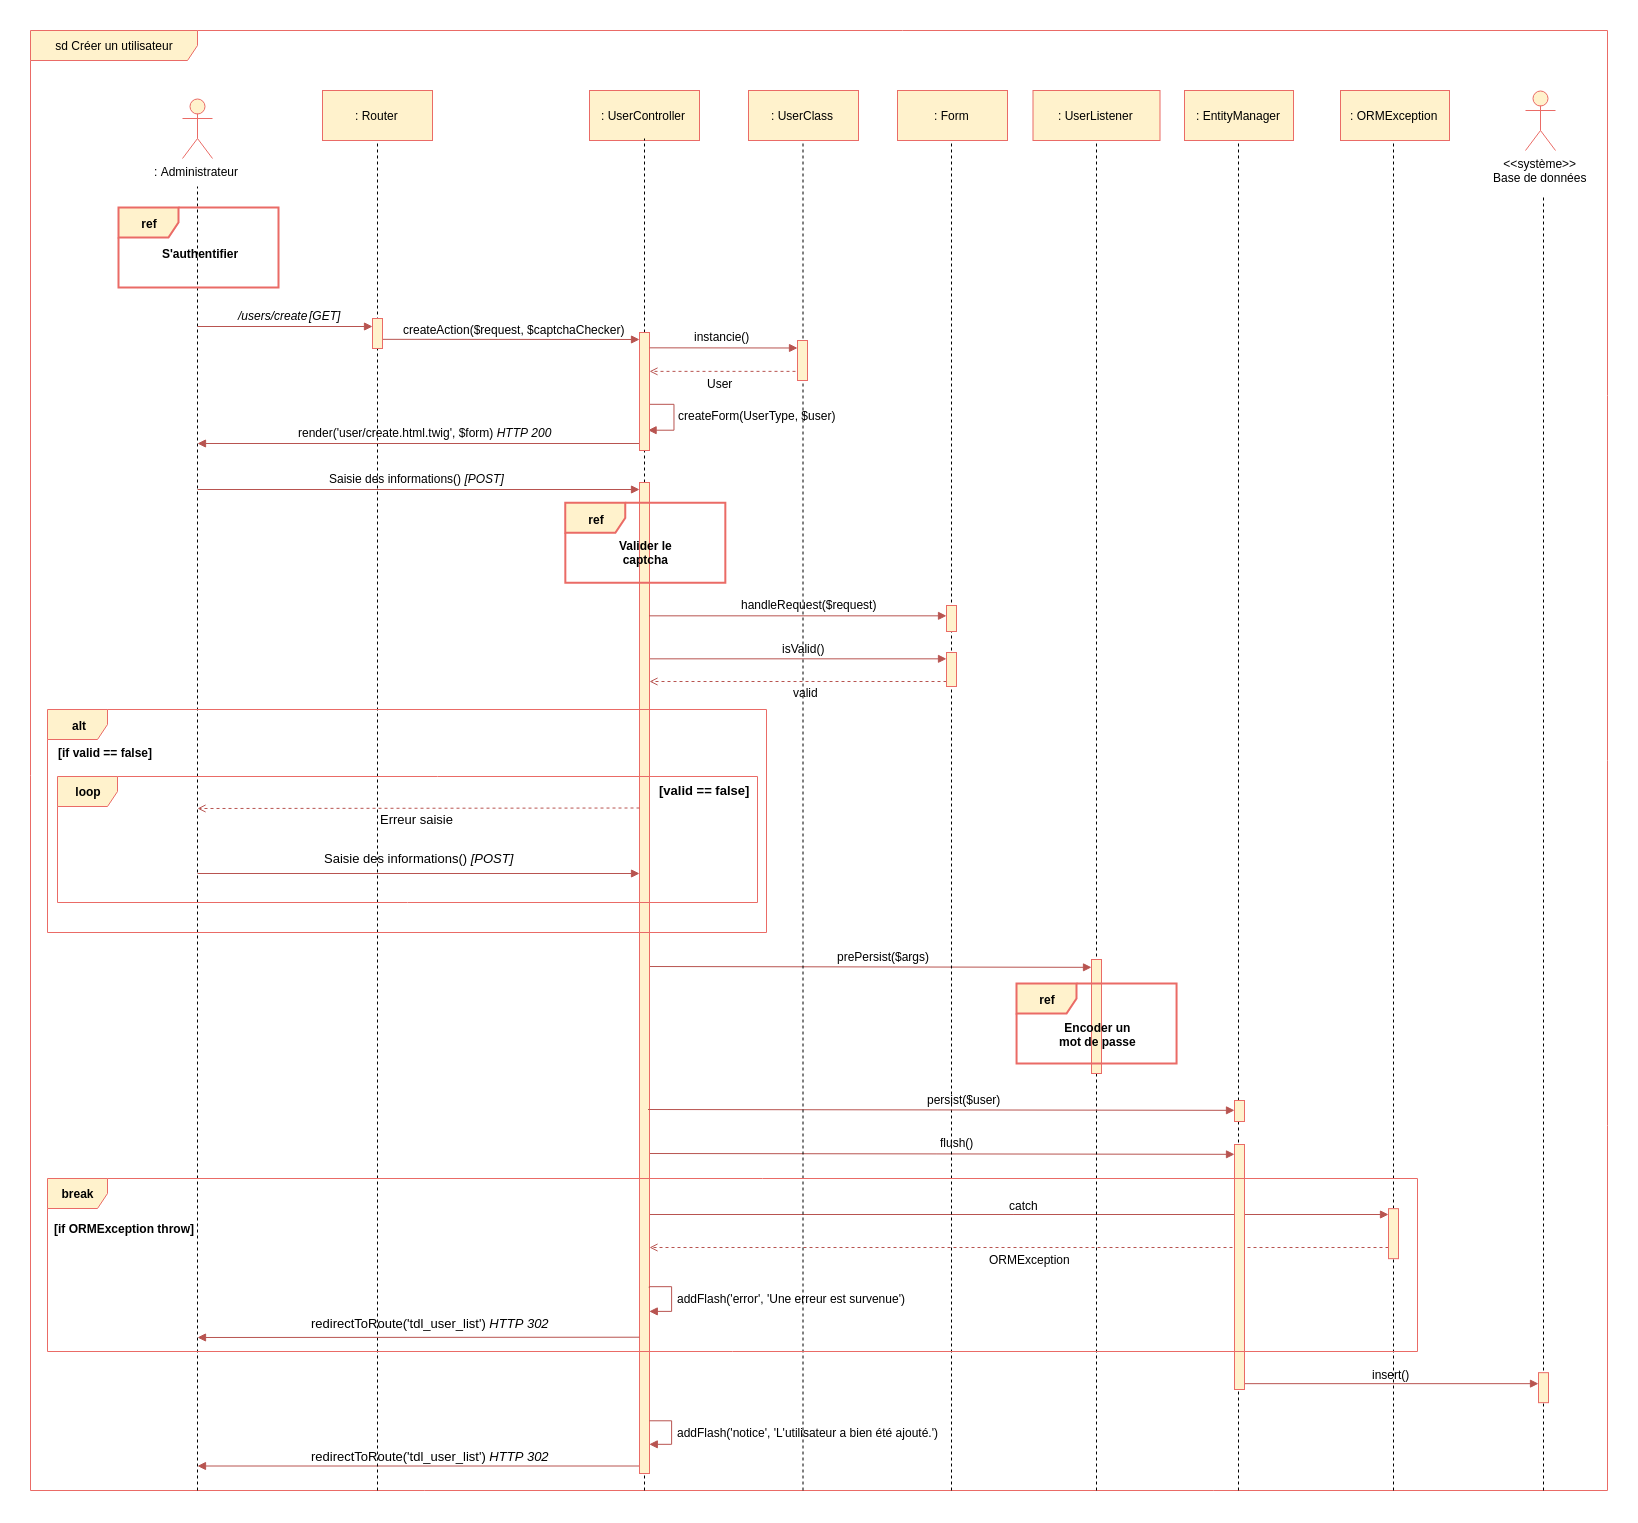 sd Créer un utilisateur
: Administrateur
: Router
: UserController
: UserClass
: Form
: UserListener
: EntityManager
: ORMException
<<système>>
Base de données
ref
S'authentifier
/users/create [GET]
createAction($request, $captchaChecker)
instancie()
User
createForm(UserType, $user)
render('user/create.html.twig', $form) HTTP 200
Saisie des informations() [POST]
ref
Valider le
captcha
handleRequest($request)
isValid()
valid
alt
[if valid == false]
loop
[valid == false]
Erreur saisie
Saisie des informations() [POST]
prePersist($args)
ref
Encoder un
mot de passe
persist($user)
flush()
break
[if ORMException throw]
catch
ORMException
addFlash('error', 'Une erreur est survenue')
redirectToRoute('tdl_user_list') HTTP 302
insert()
addFlash('notice', 'L'utilisateur a bien été ajouté.')
redirectToRoute('tdl_user_list') HTTP 302